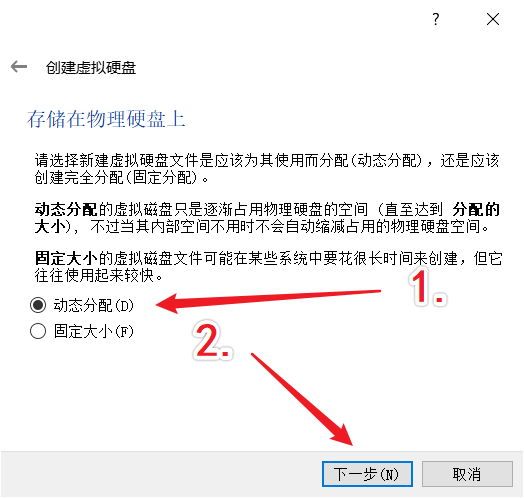 ?
创建虚拟硬盘
存储在物理硬盘上
请选择新建虚拟硬盘文件是应该为其使用而分配(动态分配)，还是应该
创建完全分配(固定分配)。
动态分配的虚拟磁盘只是逐渐占用物理硬盘的空间 (直至达到 分配的
大小)，不过当其内部空间不用时不会自动缩减占用的物理硬盘空间。
固定大小的虚拟磁盘文件可能在某些系统中要花很长时间来创建，但它
往往使用起来较快。
动态分配(D)
1.
固定大小(F)
2.
下一步(N)
取消